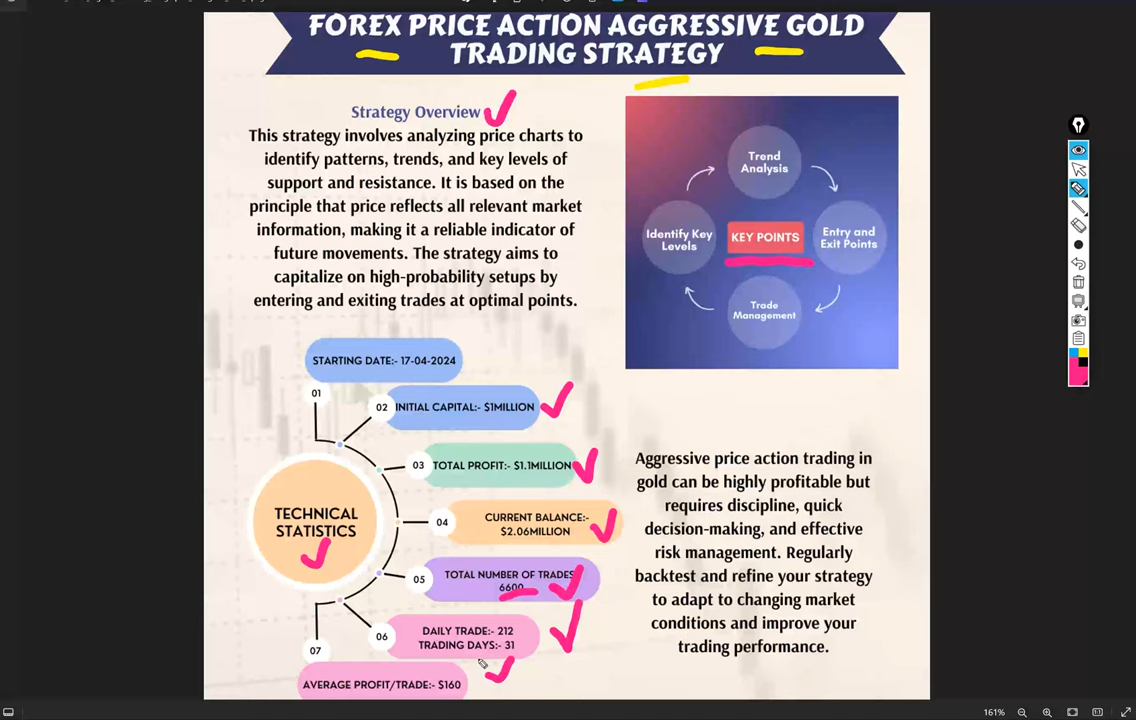 FOREX PRICE ACTION AGGRESSIVE GOLD
TRADING STRATEGY
Strategy Overview
This strategy involves analyzing price charts to
identify patterns, trends, and key levels of
support and resistance. It is based on the
principle that price reflects all relevant market
information, making it a reliable indicator of
future movements. The strategy aims to
capitalize on high-probability setups by
entering and exiting trades at optimal points.
Trend
Analysis
Identify Key
Levels
KEY POINTS
Entry and
Exit Points
Trade
Management
STARTING DATE:- 17-04-2024
01
02
INITIAL CAPITAL:- $1MILLION
03
TOTAL PROFIT:- $1.1MILLION
TECHNICAL
STATISTICS
04
CURRENT BALANCE:-
$2.06MILLION
05
TOTAL NUMBER OF TRADES
6600
06
DAILY TRADE:- 212
TRADING DAYS:- 31
07
AVERAGE PROFIT/TRADE:- $160
Aggressive price action trading in
gold can be highly profitable but
requires discipline, quick
decision-making, and effective
risk management. Regularly
backtest and refine your strategy
to adapt to changing market
conditions and improve your
trading performance.
161%